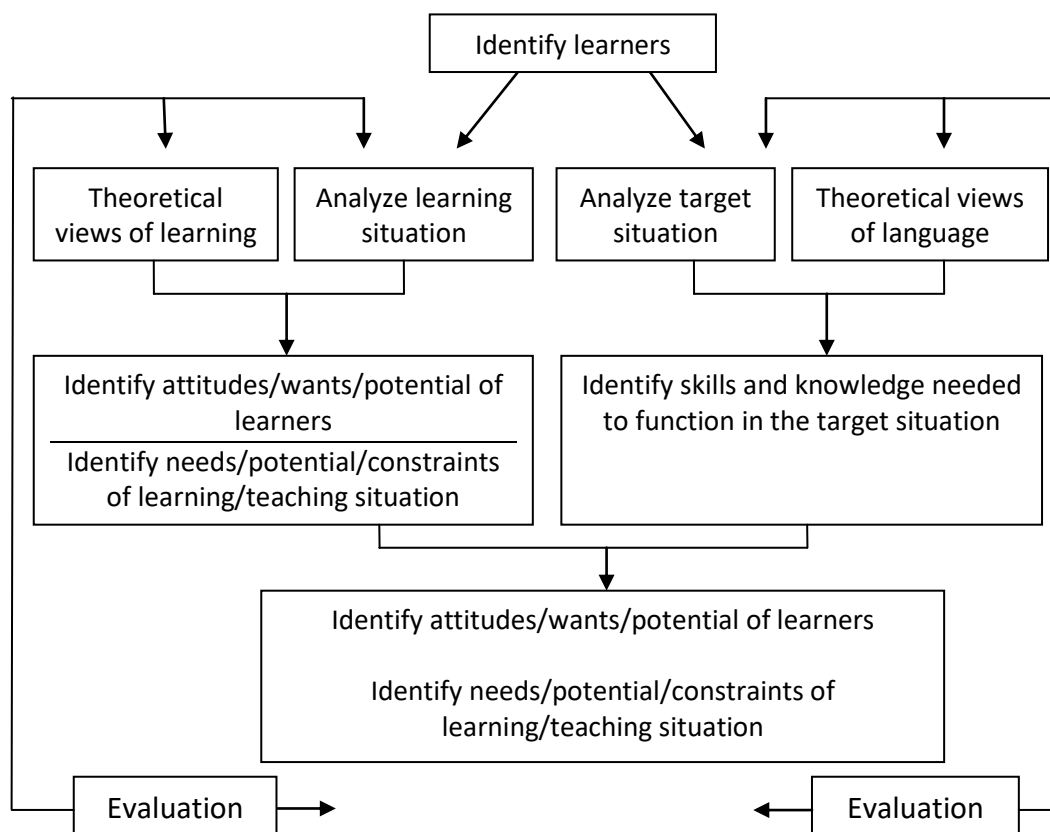 Identify learners
Theoretical
views of learning
Analyze learning
situation
Analyze target
situation
Theoretical views
of language
Identify attitudes/wants/potential of
learners
Identify needs/potential/constraints
of learning/teaching situation
Identify skills and knowledge needed
to function in the target situation
Identify attitudes/wants/potential of learners
Identify needs/potential/constraints of
learning/teaching situation
Evaluation
Evaluation